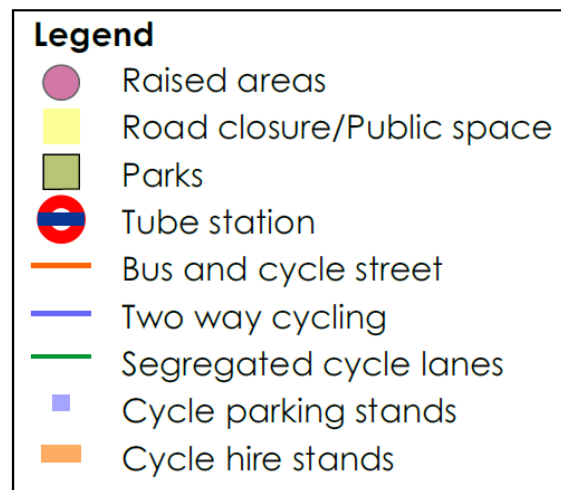 Legend
Raised areas
Road closure/Public space
Parks
Tube station
Bus and cycle street
Two way cycling
Segregated cycle lanes
Cycle parking stands
Cycle hire stands